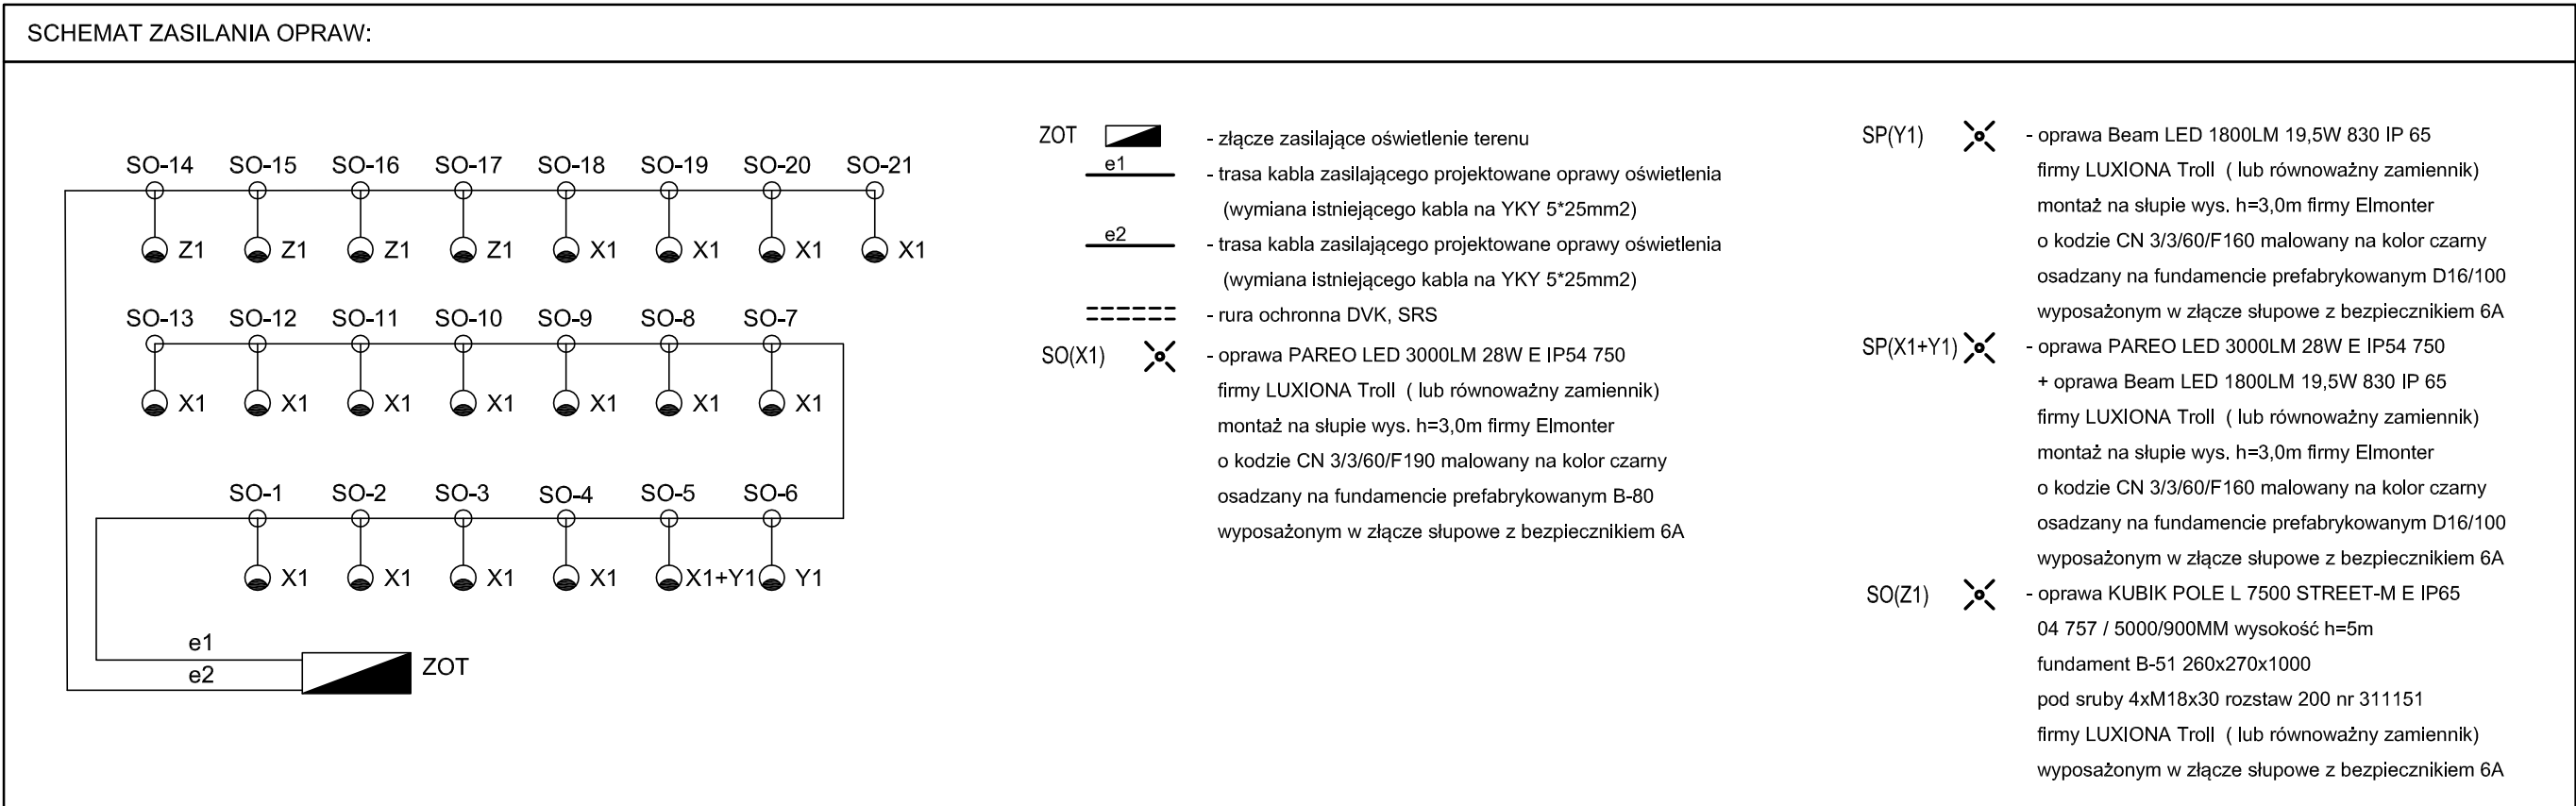 SCHEMAT ZASILANIA OPRAW:
SO-14 SO-15 SO-16 SO-17 SO-18 SO-19 SO-20 SO-21
Z1 Z1 Z1 Z1 X1 X1 X1 X1
SO-13 SO-12 SO-11 SO-10 SO-9 SO-8 SO-7
X1 X1 X1 X1 X1 X1 X1
SO-1 SO-2 SO-3 SO-4 SO-5 SO-6
X1 X1 X1 X1 X1+Y1 Y1
e1
e2
ZOT
ZOT - złącze zasilające oświetlenie terenu
e1 - trasa kabla zasilającego projektowane oprawy oświetlenia
(wymiana istniejącego kabla na YKY 5*25mm2)
e2 - trasa kabla zasilającego projektowane oprawy oświetlenia
(wymiana istniejącego kabla na YKY 5*25mm2)
- rura ochronna DVK, SRS
SO(X1) - oprawa PAREO LED 3000LM 28W E IP54 750
firmy LUXIONA Troll ( lub równoważny zamiennik)
montaż na słupie wys. h=3,0m firmy Elmonter
o kodzie CN 3/3/60/F190 malowany na kolor czarny
osadzany na fundamencie prefabrykowanym B-80
wyposażonym w złącze słupowe z bezpiecznikiem 6A
SP(Y1) - oprawa Beam LED 1800LM 19,5W 830 IP 65
firmy LUXIONA Troll ( lub równoważny zamiennik)
montaż na słupie wys. h=3,0m firmy Elmonter
o kodzie CN 3/3/60/F160 malowany na kolor czarny
osadzany na fundamencie prefabrykowanym D16/100
wyposażonym w złącze słupowe z bezpiecznikiem 6A
SP(X1+Y1) - oprawa PAREO LED 3000LM 28W E IP54 750
+ oprawa Beam LED 1800LM 19,5W 830 IP 65
firmy LUXIONA Troll ( lub równoważny zamiennik)
montaż na słupie wys. h=3,0m firmy Elmonter
o kodzie CN 3/3/60/F160 malowany na kolor czarny
osadzany na fundamencie prefabrykowanym D16/100
wyposażonym w złącze słupowe z bezpiecznikiem 6A
SO(Z1) - oprawa KUBIK POLE L 7500 STREET-M E IP65
04 757 / 5000/900MM wysokość h=5m
fundament B-51 260x270x1000
pod sruby 4xM18x30 rozstaw 200 nr 311151
firmy LUXIONA Troll ( lub równoważny zamiennik)
wyposażonym w złącze słupowe z bezpiecznikiem 6A